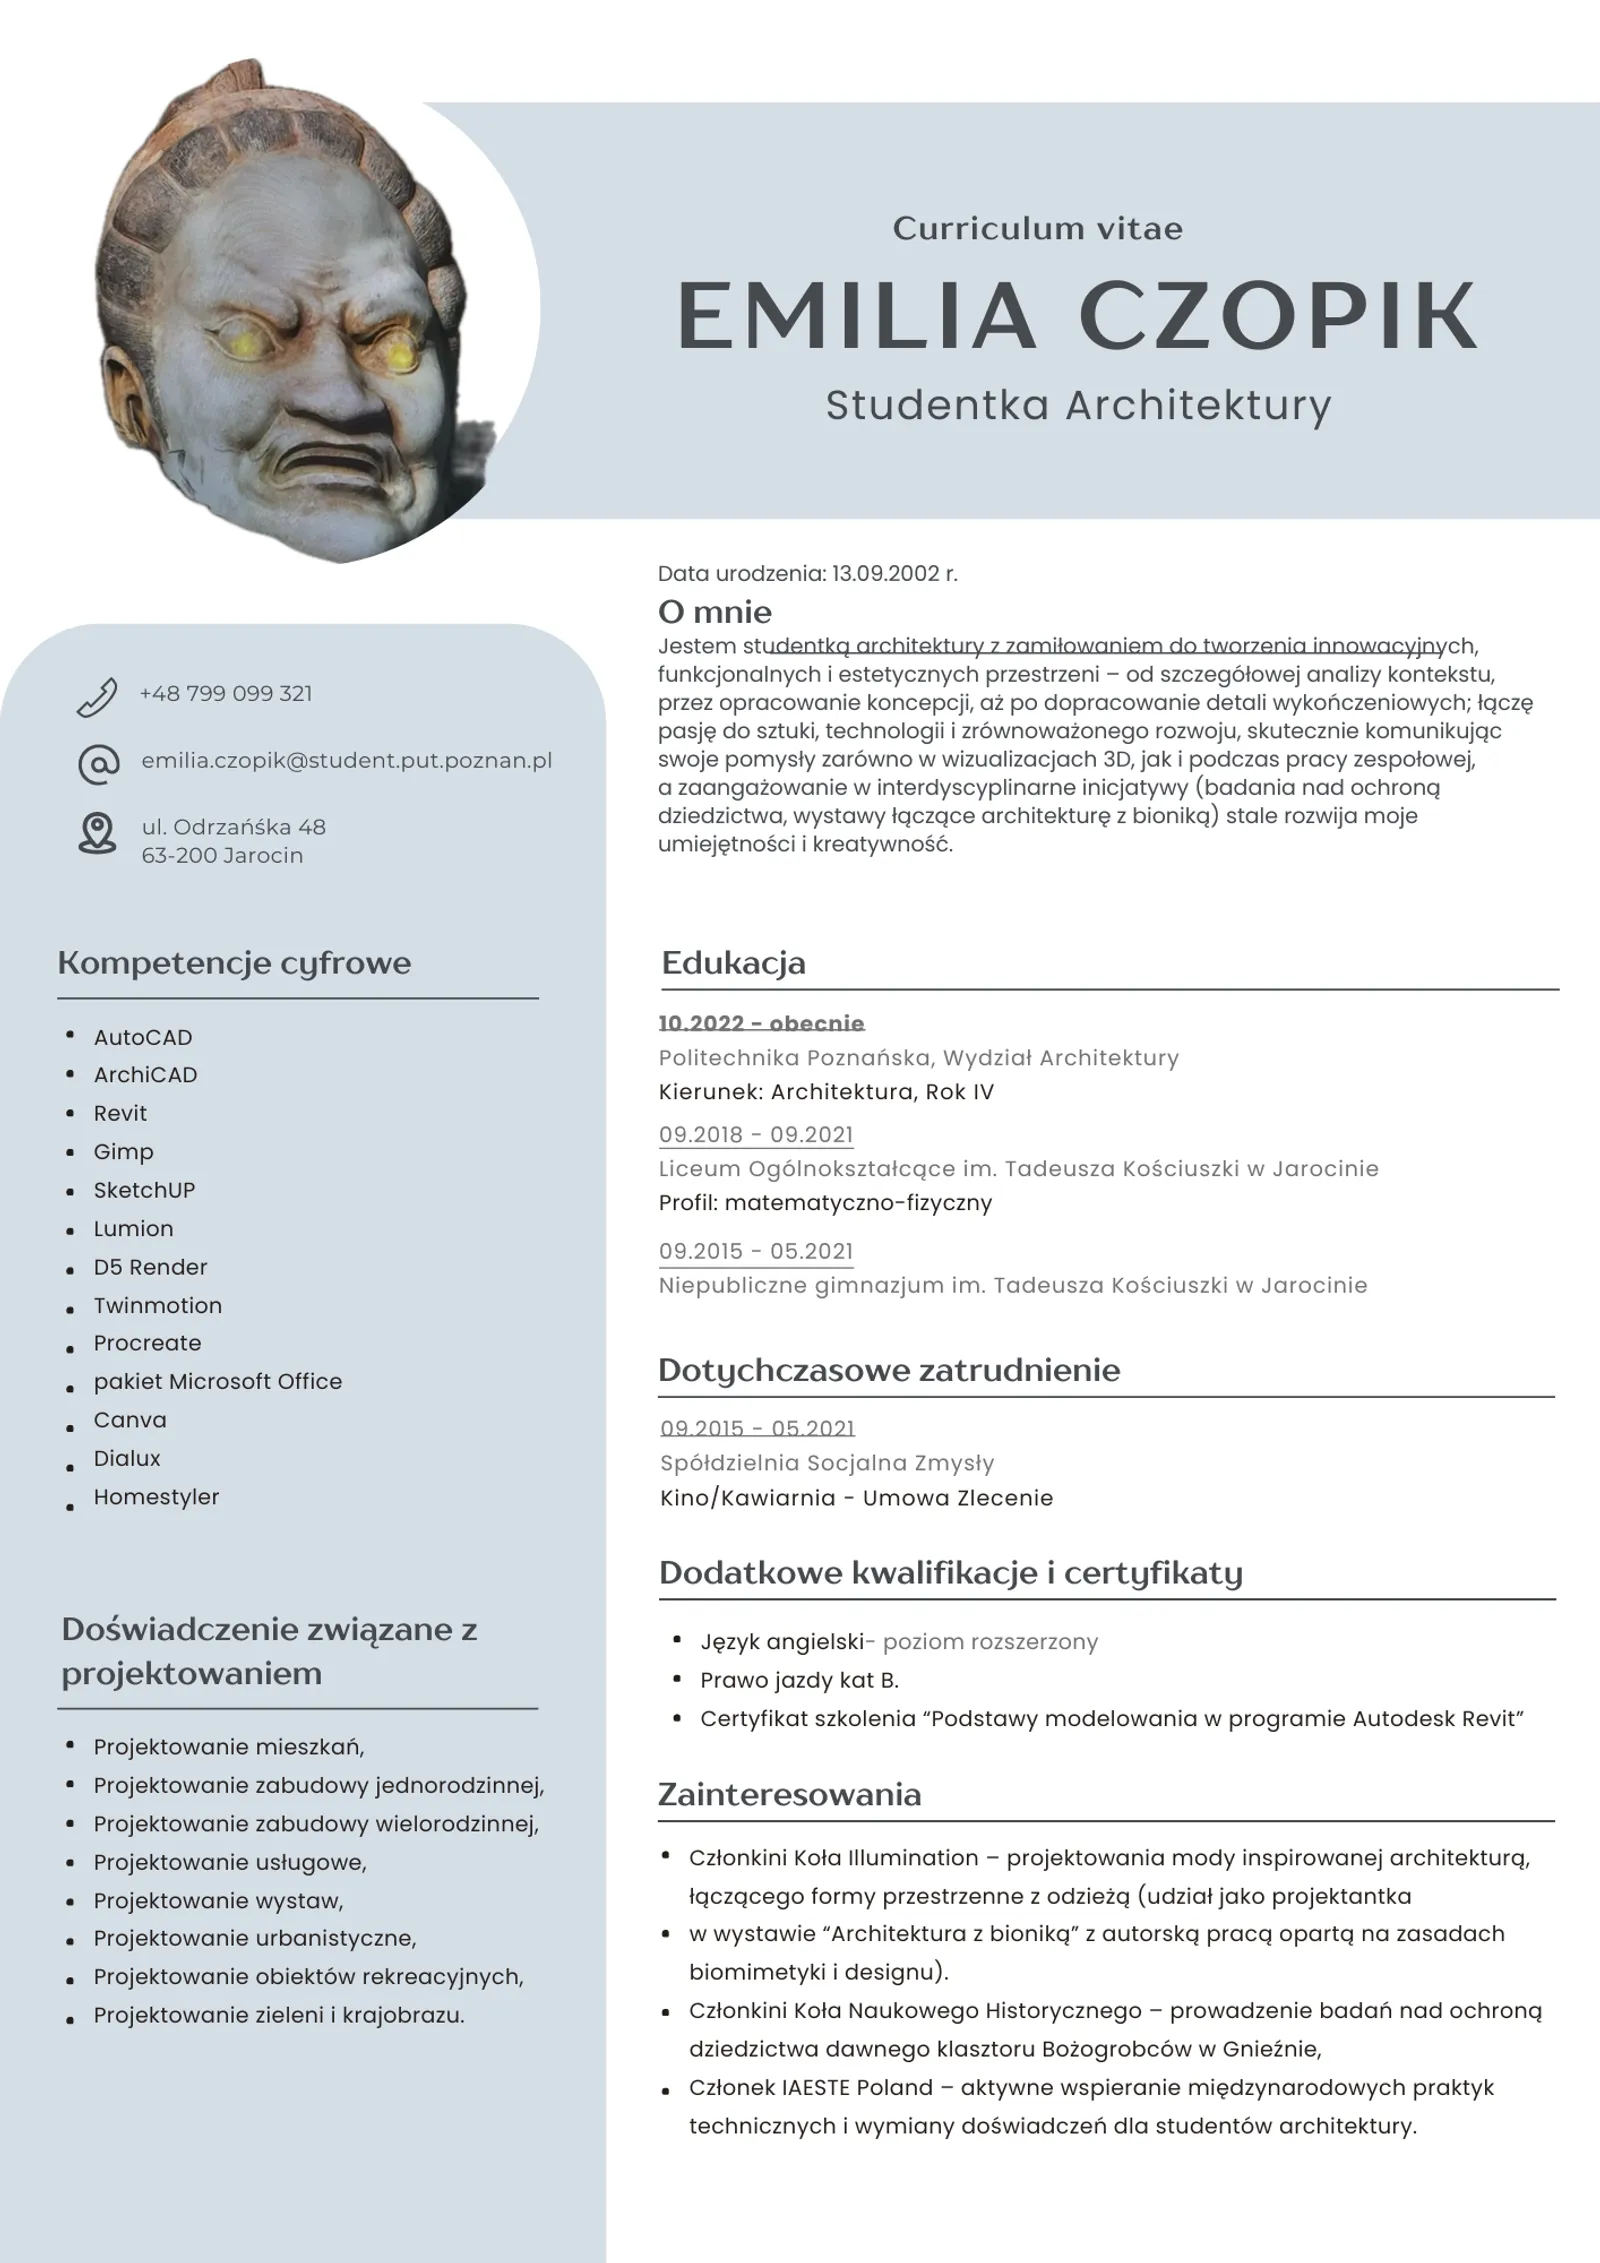 Curriculum vitae
EMILIA CZOPIK
Studentka Architektury
+48 799 099 321
emilia.czopik@student.put.poznan.pl
ul. Odrzańśka 48
63-200 Jarocin
Kompetencje cyfrowe
• AutoCAD
• ArchiCAD
• Revit
• Gimp
• SketchUP
• Lumion
• D5 Render
• Twinmotion
• Procreate
• pakiet Microsoft Office
• Canva
• Dialux
• Homestyler
Doświadczenie związane z
projektowaniem
• Projektowanie mieszkań,
• Projektowanie zabudowy jednorodzinnej,
• Projektowanie zabudowy wielorodzinnej,
• Projektowanie usługowe,
• Projektowanie wystaw,
• Projektowanie urbanistyczne,
• Projektowanie obiektów rekreacyjnych,
• Projektowanie zieleni i krajobrazu.
Data urodzenia: 13.09.2002 r.
O mnie
Jestem studentką architektury z zamiłowaniem do tworzenia innowacyjnych,
funkcjonalnych i estetycznych przestrzeni – od szczegółowej analizy kontekstu,
przez opracowanie koncepcji, aż po dopracowanie detali wykończeniowych; łączę
pasję do sztuki, technologii i zrównoważonego rozwoju, skutecznie komunikując
swoje pomysły zarówno w wizualizacjach 3D, jak i podczas pracy zespołowej,
a zaangażowanie w interdyscyplinarne inicjatywy (badania nad ochroną
dziedzictwa, wystawy łączące architekturę z bioniką) stale rozwija moje
umiejętności i kreatywność.
Edukacja
10.2022 - obecnie
Politechnika Poznańska, Wydział Architektury
Kierunek: Architektura, Rok IV
09.2018 - 09.2021
Liceum Ogólnokształcące im. Tadeusza Kościuszki w Jarocinie
Profil: matematyczno-fizyczny
09.2015 - 05.2021
Niepubliczne gimnazjum im. Tadeusza Kościuszki w Jarocinie
Dotychczasowe zatrudnienie
09.2015 - 05.2021
Spółdzielnia Socjalna Zmysły
Kino/Kawiarnia - Umowa Zlecenie
Dodatkowe kwalifikacje i certyfikaty
• Język angielski- poziom rozszerzony
• Prawo jazdy kat B.
• Certyfikat szkolenia “Podstawy modelowania w programie Autodesk Revit”
Zainteresowania
• Członkini Koła Illumination – projektowania mody inspirowanej architekturą,
łączącego formy przestrzenne z odzieżą (udział jako projektantka
• w wystawie “Architektura z bioniką” z autorską pracą opartą na zasadach
biomimetyki i designu).
• Członkini Koła Naukowego Historycznego – prowadzenie badań nad ochroną
dziedzictwa dawnego klasztoru Bożogrobców w Gnieźnie,
• Członek IAESTE Poland – aktywne wspieranie międzynarodowych praktyk
technicznych i wymiany doświadczeń dla studentów architektury.